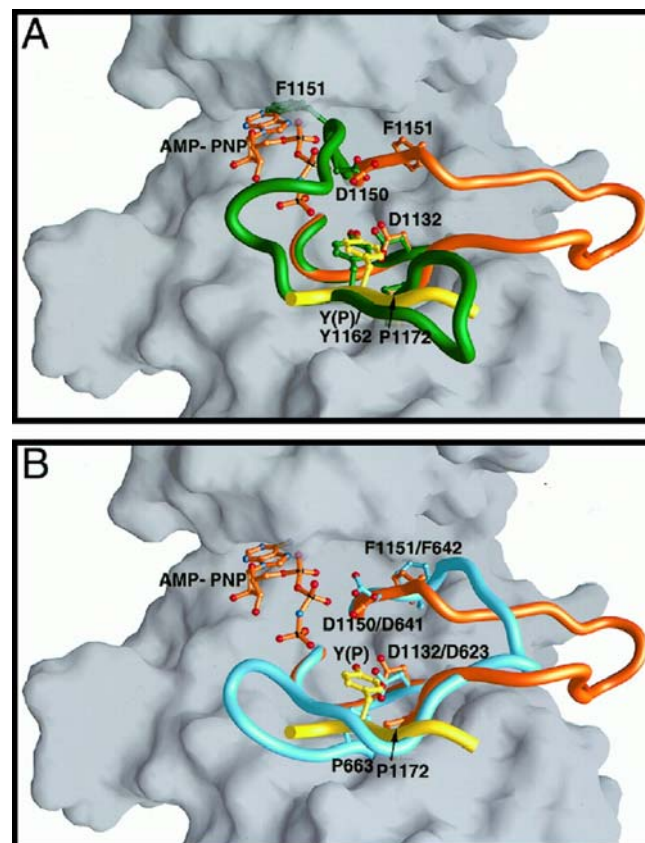 A
F1151
AMP- PNP
F1151
D1150
D1132
Y(P)/
Y1162
P1172
B
AMP- PNP
F1151/F642
D1150/D641
Y(P)
D1132/D623
P663
P1172